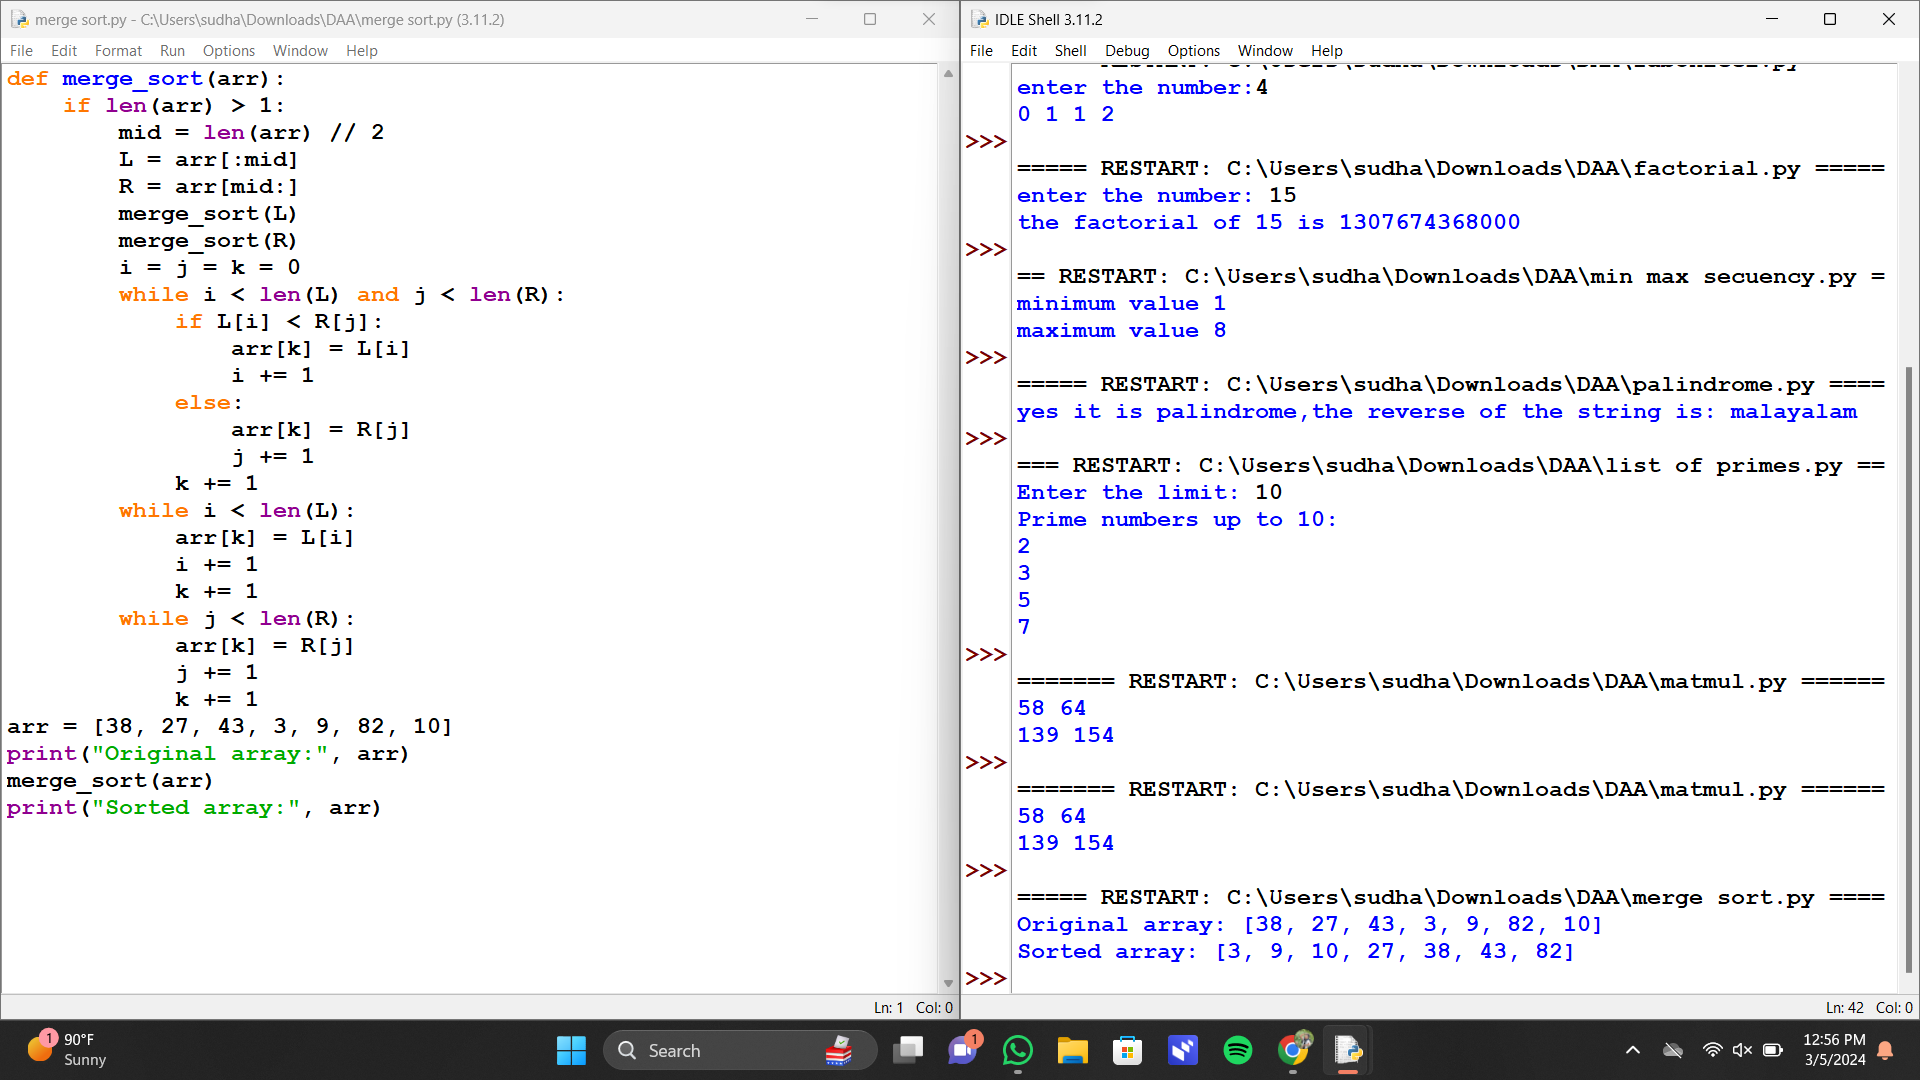 merge sort.py - C:\Users\sudha\Downloads\DAA\merge sort.py (3.11.2)
File Edit Format Run Options Window Help
def merge_sort(arr):
    if len(arr) > 1:
        mid = len(arr) // 2
        L = arr[:mid]
        R = arr[mid:]
        merge_sort(L)
        merge_sort(R)
        i = j = k = 0
        while i < len(L) and j < len(R):
            if L[i] < R[j]:
                arr[k] = L[i]
                i += 1
            else:
                arr[k] = R[j]
                j += 1
            k += 1
        while i < len(L):
            arr[k] = L[i]
            i += 1
            k += 1
        while j < len(R):
            arr[k] = R[j]
            j += 1
            k += 1
arr = [38, 27, 43, 3, 9, 82, 10]
print("Original array:", arr)
merge_sort(arr)
print("Sorted array:", arr)
Ln: 1 Col: 0
IDLE Shell 3.11.2
File Edit Shell Debug Options Window Help
enter the number:4
0 1 1 2
>>>
===== RESTART: C:\Users\sudha\Downloads\DAA\factorial.py =====
enter the number: 15
the factorial of 15 is 1307674368000
>>>
== RESTART: C:\Users\sudha\Downloads\DAA\min max secuency.py =
minimum value 1
maximum value 8
>>>
===== RESTART: C:\Users\sudha\Downloads\DAA\palindrome.py ====
yes it is palindrome,the reverse of the string is: malayalam
>>>
=== RESTART: C:\Users\sudha\Downloads\DAA\list of primes.py ==
Enter the limit: 10
Prime numbers up to 10:
2
3
5
7
>>>
======= RESTART: C:\Users\sudha\Downloads\DAA\matmul.py ======
58 64
139 154
>>>
======= RESTART: C:\Users\sudha\Downloads\DAA\matmul.py ======
58 64
139 154
>>>
===== RESTART: C:\Users\sudha\Downloads\DAA\merge sort.py ====
Original array: [38, 27, 43, 3, 9, 82, 10]
Sorted array: [3, 9, 10, 27, 38, 43, 82]
>>>
Ln: 42 Col: 0
1
90°F
Sunny
Search
1
12:56 PM
3/5/2024